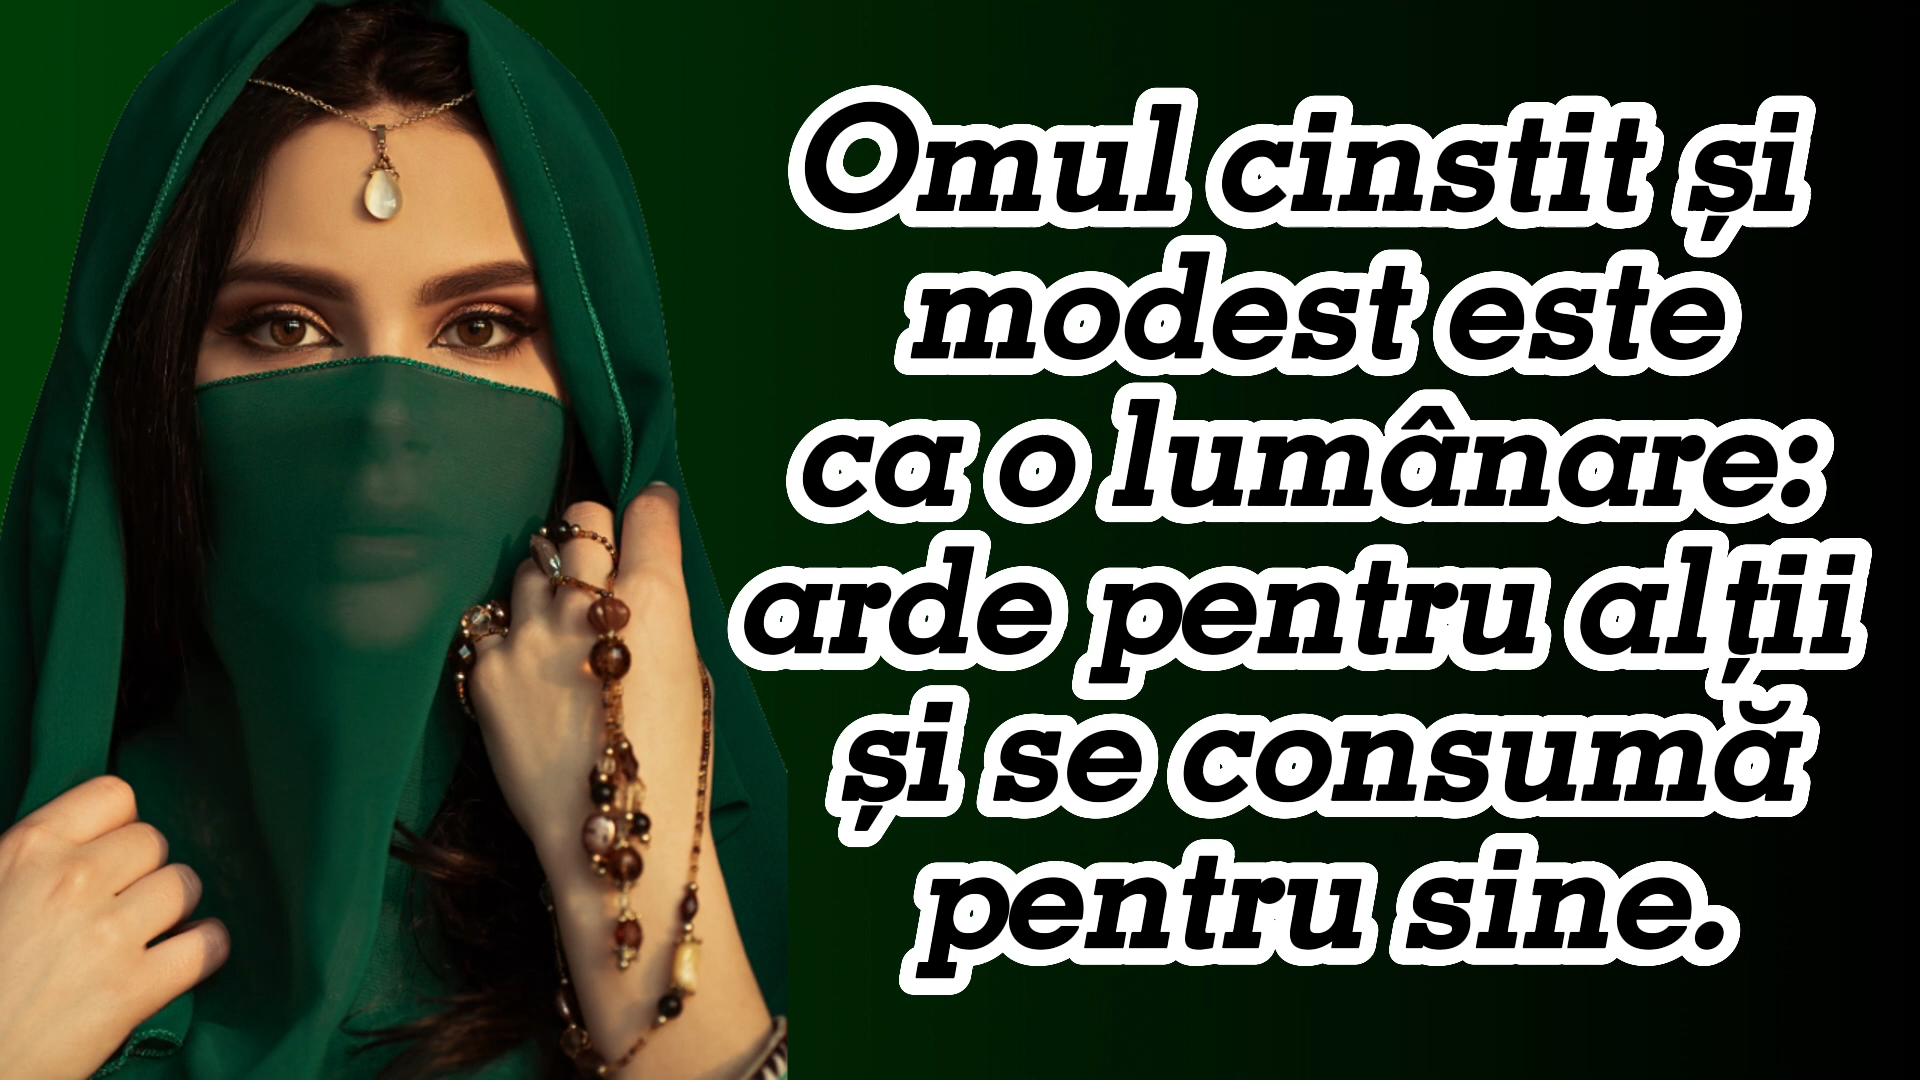 Omul cinstit și
modest este
ca o lumânare:
arde pentru alții
și se consumă
pentru sine.